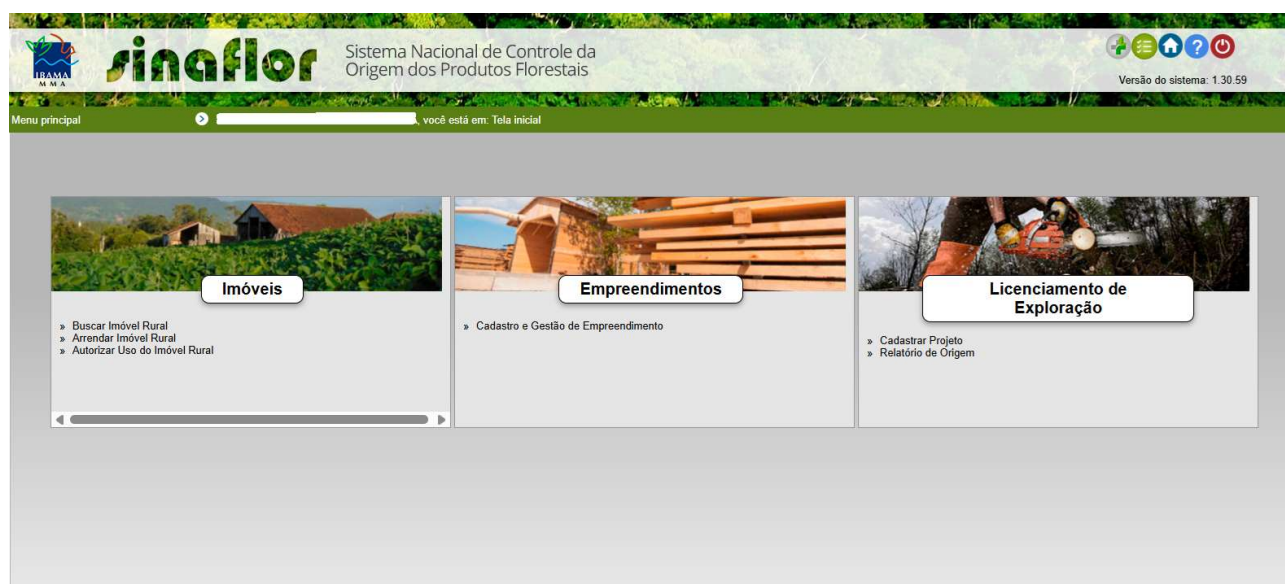 IBAMA
M M A
sinaflor
Sistema Nacional de Controle da
Origem dos Produtos Florestais
Versão do sistema: 1.30.59
Menu principal
, você está em: Tela inicial
Imóveis
» Buscar Imóvel Rural
» Arrendar Imóvel Rural
» Autorizar Uso do Imóvel Rural
Empreendimentos
» Cadastro e Gestão de Empreendimento
Licenciamento de
Exploração
» Cadastrar Projeto
» Relatório de Origem